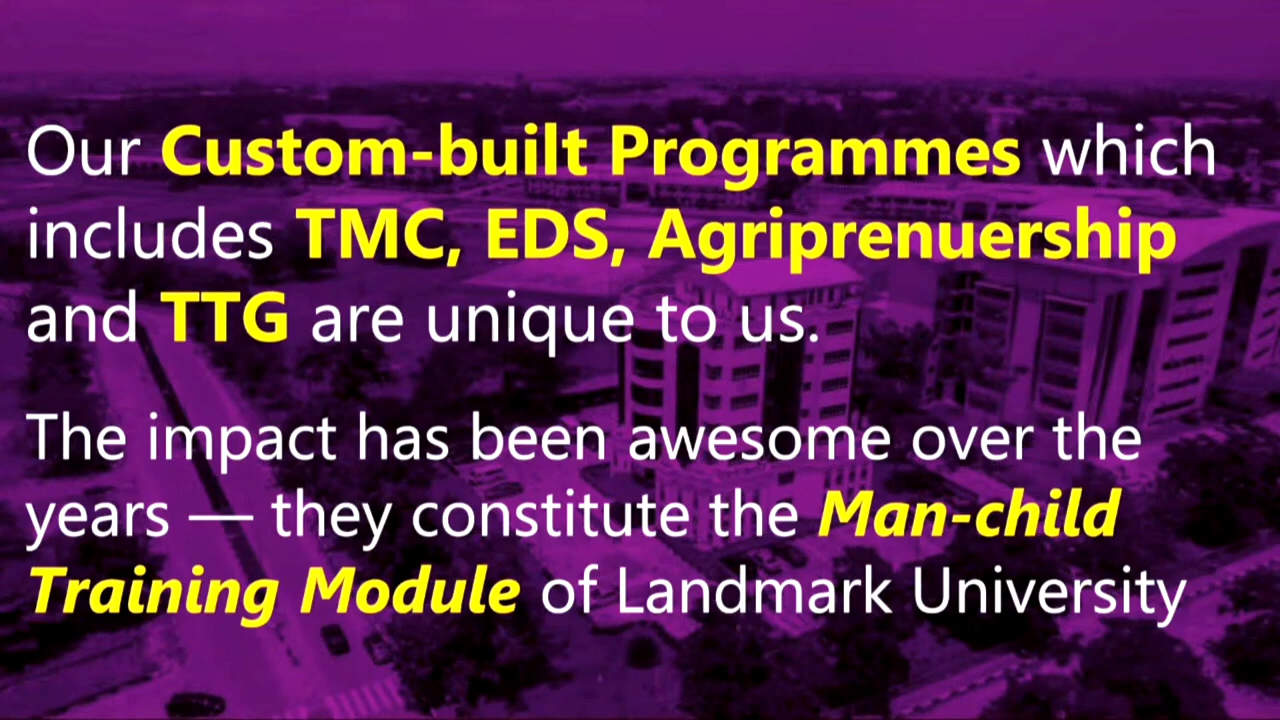 Our Custom-built Programmes which
includes TMC, EDS, Agriprenuership
and TTG are unique to us.
The impact has been awesome over the
years — they constitute the Man-child
Training Module of Landmark University